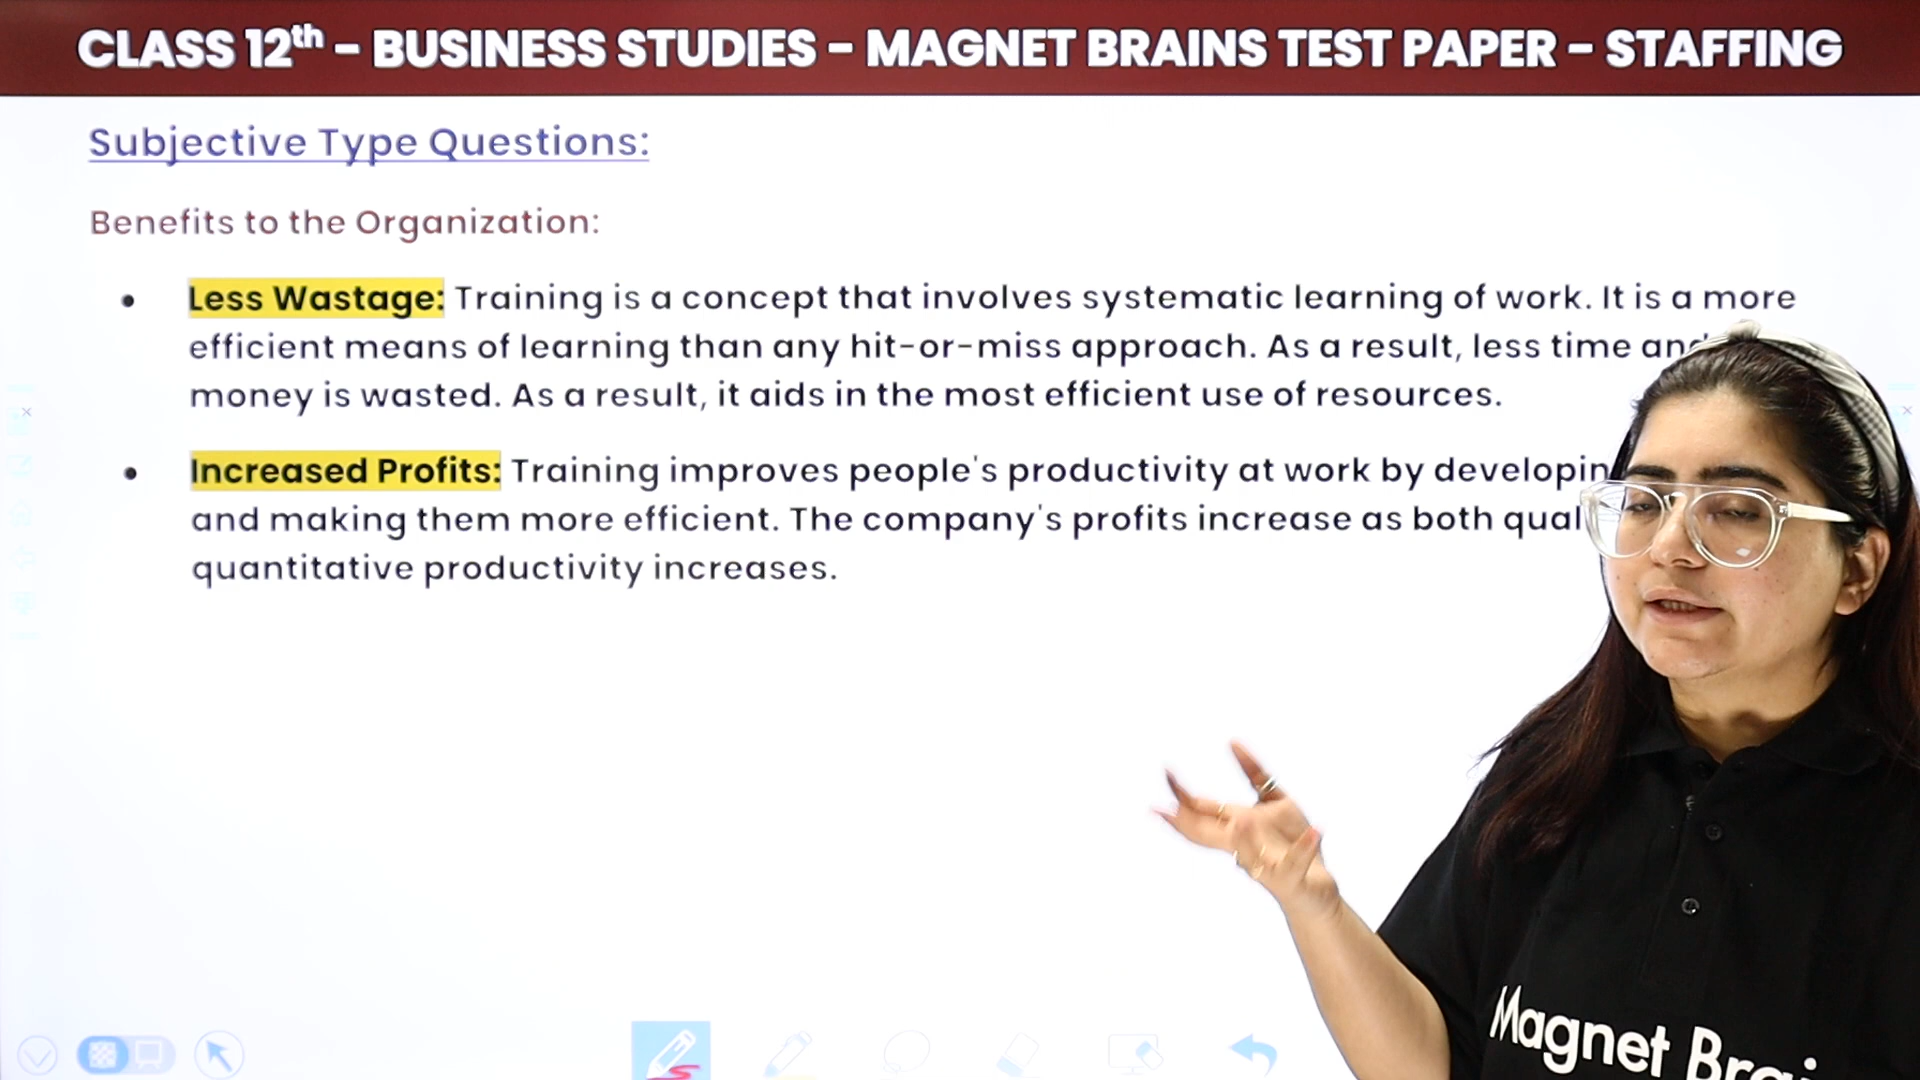 CLASS 12th – BUSINESS STUDIES – MAGNET BRAINS TEST PAPER – STAFFING
Subjective Type Questions:
Benefits to the Organization:
• Less Wastage: Training is a concept that involves systematic learning of work. It is a more
efficient means of learning than any hit-or-miss approach. As a result, less time and
money is wasted. As a result, it aids in the most efficient use of resources.
• Increased Profits: Training improves people's productivity at work by
and making them more efficient. The company's profits increase as both
quantitative productivity increases.
Magnet